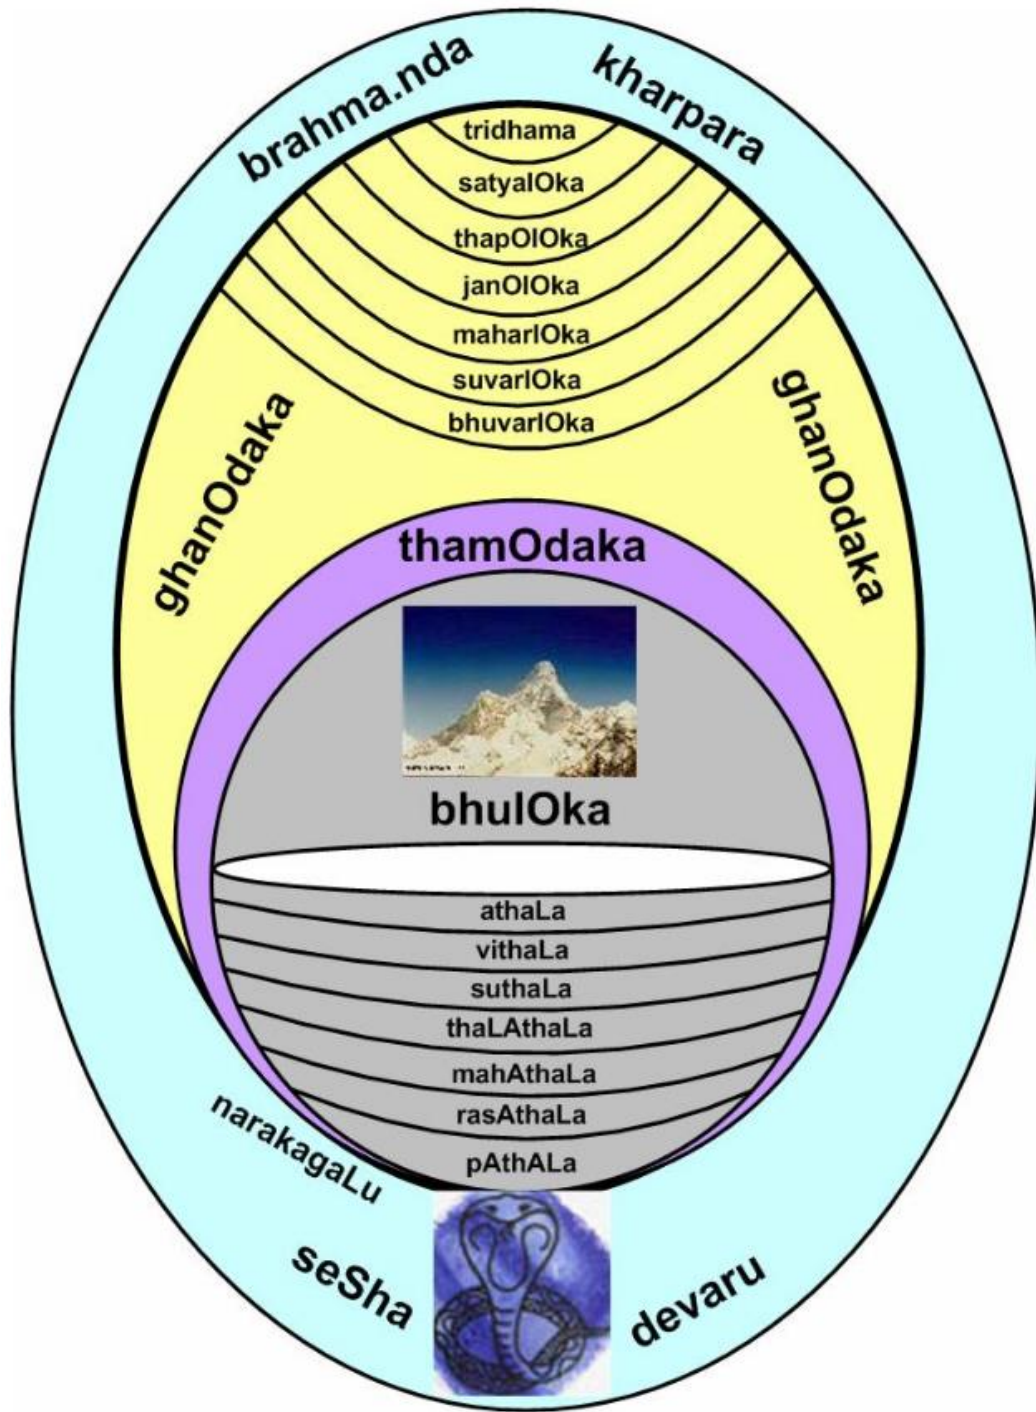 brahma.nda kharpara
tridhama
satyalOka
thapOlOka
janOlOka
maharlOka
suvarlOka
bhuvarlOka
ghanOdaka
ghanOdaka
thamOdaka
bhulOka
athaLa
vithaLa
suthaLa
thaLAthaLa
mahAthaLa
rasAthaLa
pAthALa
narakagaLu
seSha devaru